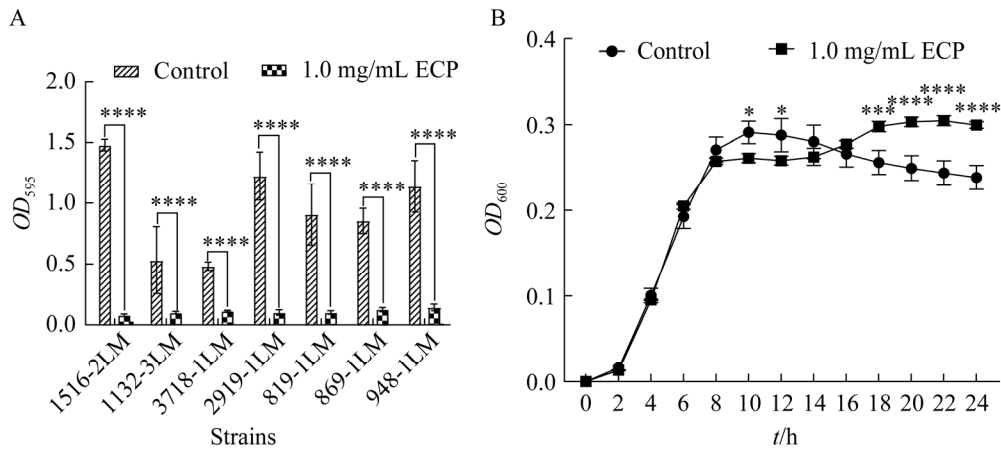 A
Control 1.0 mg/mL ECP
2.0
1.5
1.0
0.5
0.0
OD595
**** **** **** **** **** **** ****
1516-2LM 1132-3LM 3718-1LM 2919-1LM 819-1LM 869-1LM 948-1LM
Strains
B
Control 1.0 mg/mL ECP
0.4
0.3
0.2
0.1
0.0
OD600
* * *** **** **** ****
0 2 4 6 8 10 12 14 16 18 20 22 24
t/h